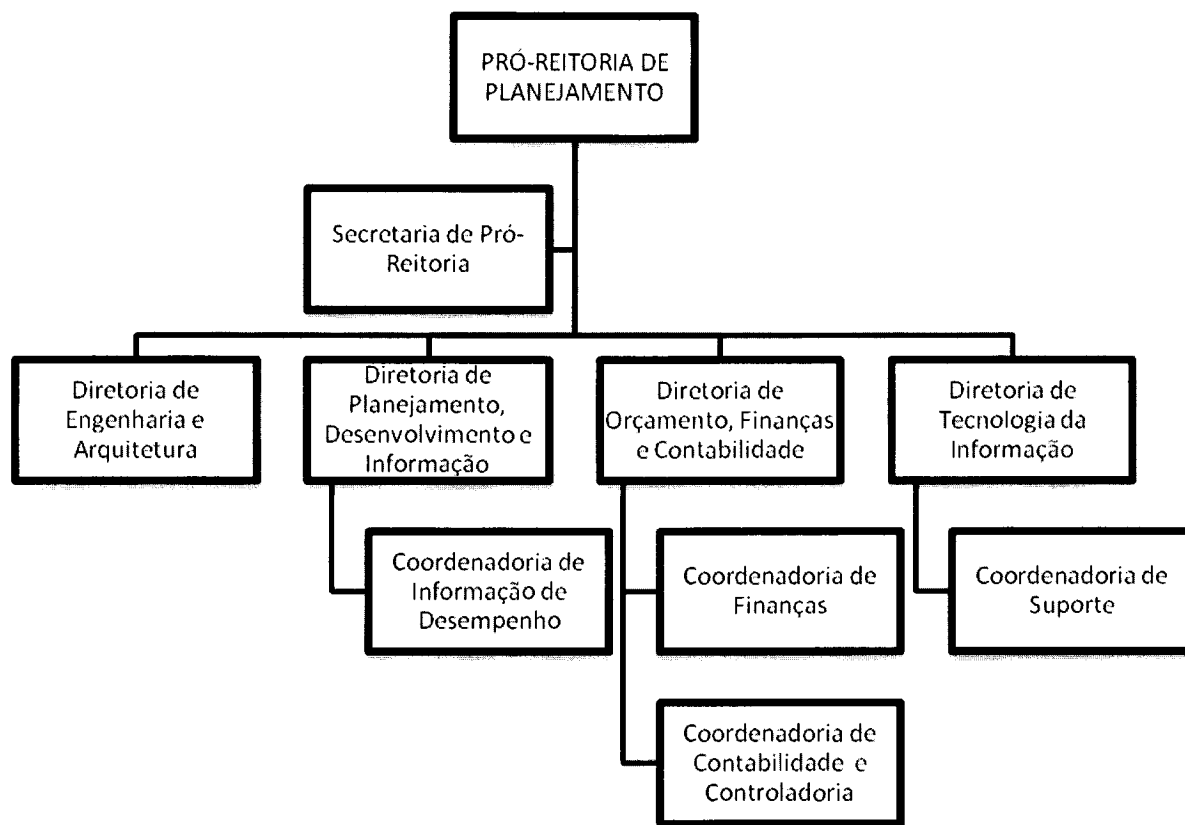 PRÓ-REITORIA DE
PLANEJAMENTO
Secretaria de Pró-
Reitoria
Diretoria de
Engenharia e
Arquitetura
Diretoria de
Planejamento,
Desenvolvimento e
Informação
Diretoria de
Orçamento, Finanças
e Contabilidade
Diretoria de
Tecnologia da
Informação
Coordenadoria de
Informação de
Desempenho
Coordenadoria de
Finanças
Coordenadoria de
Suporte
Coordenadoria de
Contabilidade e
Controladoria